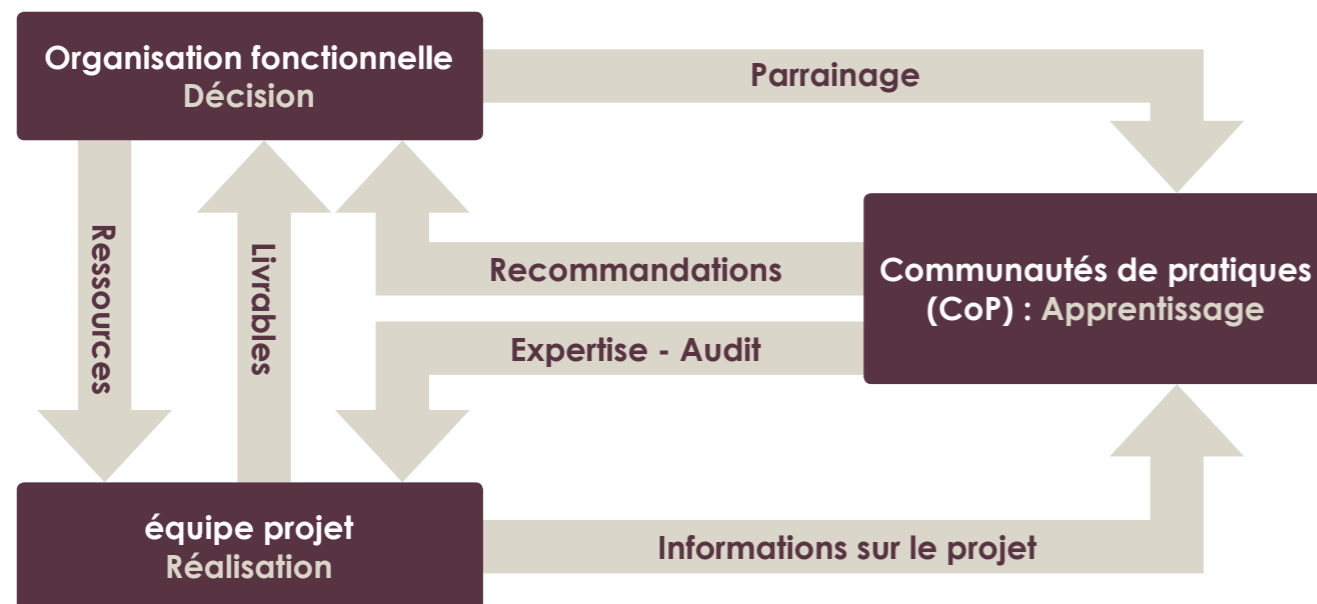 Organisation fonctionnelle
Décision
Parrainage
Ressources
Livrables
Recommandations
Communautés de pratiques
(CoP) : Apprentissage
Expertise - Audit
équipe projet
Réalisation
Informations sur le projet